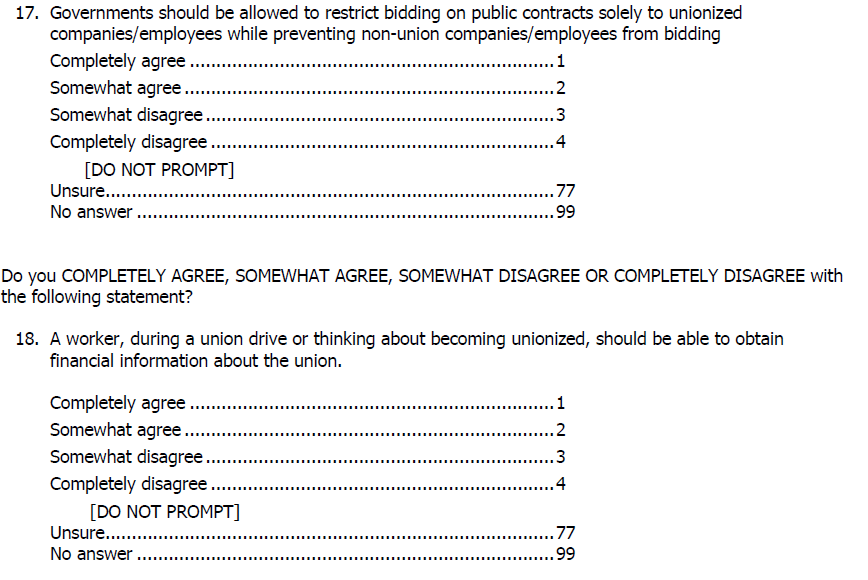 17. Governments should be allowed to restrict bidding on public contracts solely to unionized
companies/employees while preventing non-union companies/employees from bidding
Completely agree ......................................................................1
Somewhat agree.......................................................................2
Somewhat disagree...................................................................3
Completely disagree..................................................................4
[DO NOT PROMPT]
Unsure......................................................................................77
No answer ................................................................................99
Do you COMPLETELY AGREE, SOMEWHAT AGREE, SOMEWHAT DISAGREE OR COMPLETELY DISAGREE with
the following statement?
18. A worker, during a union drive or thinking about becoming unionized, should be able to obtain
financial information about the union.
Completely agree ......................................................................1
Somewhat agree.......................................................................2
Somewhat disagree...................................................................3
Completely disagree..................................................................4
[DO NOT PROMPT]
Unsure......................................................................................77
No answer ................................................................................99